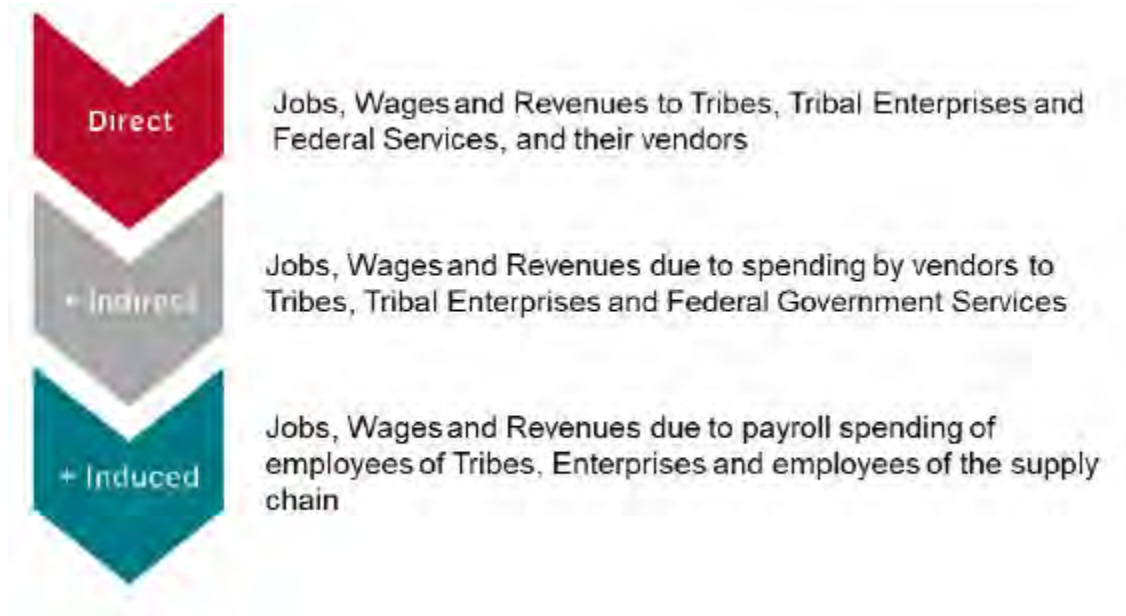 Direct
Jobs, Wages and Revenues to Tribes, Tribal Enterprises and
Federal Services, and their vendors
+ Indirect
Jobs, Wages and Revenues due to spending by vendors to
Tribes, Tribal Enterprises and Federal Government Services
+ Induced
Jobs, Wages and Revenues due to payroll spending of
employees of Tribes, Enterprises and employees of the supply
chain